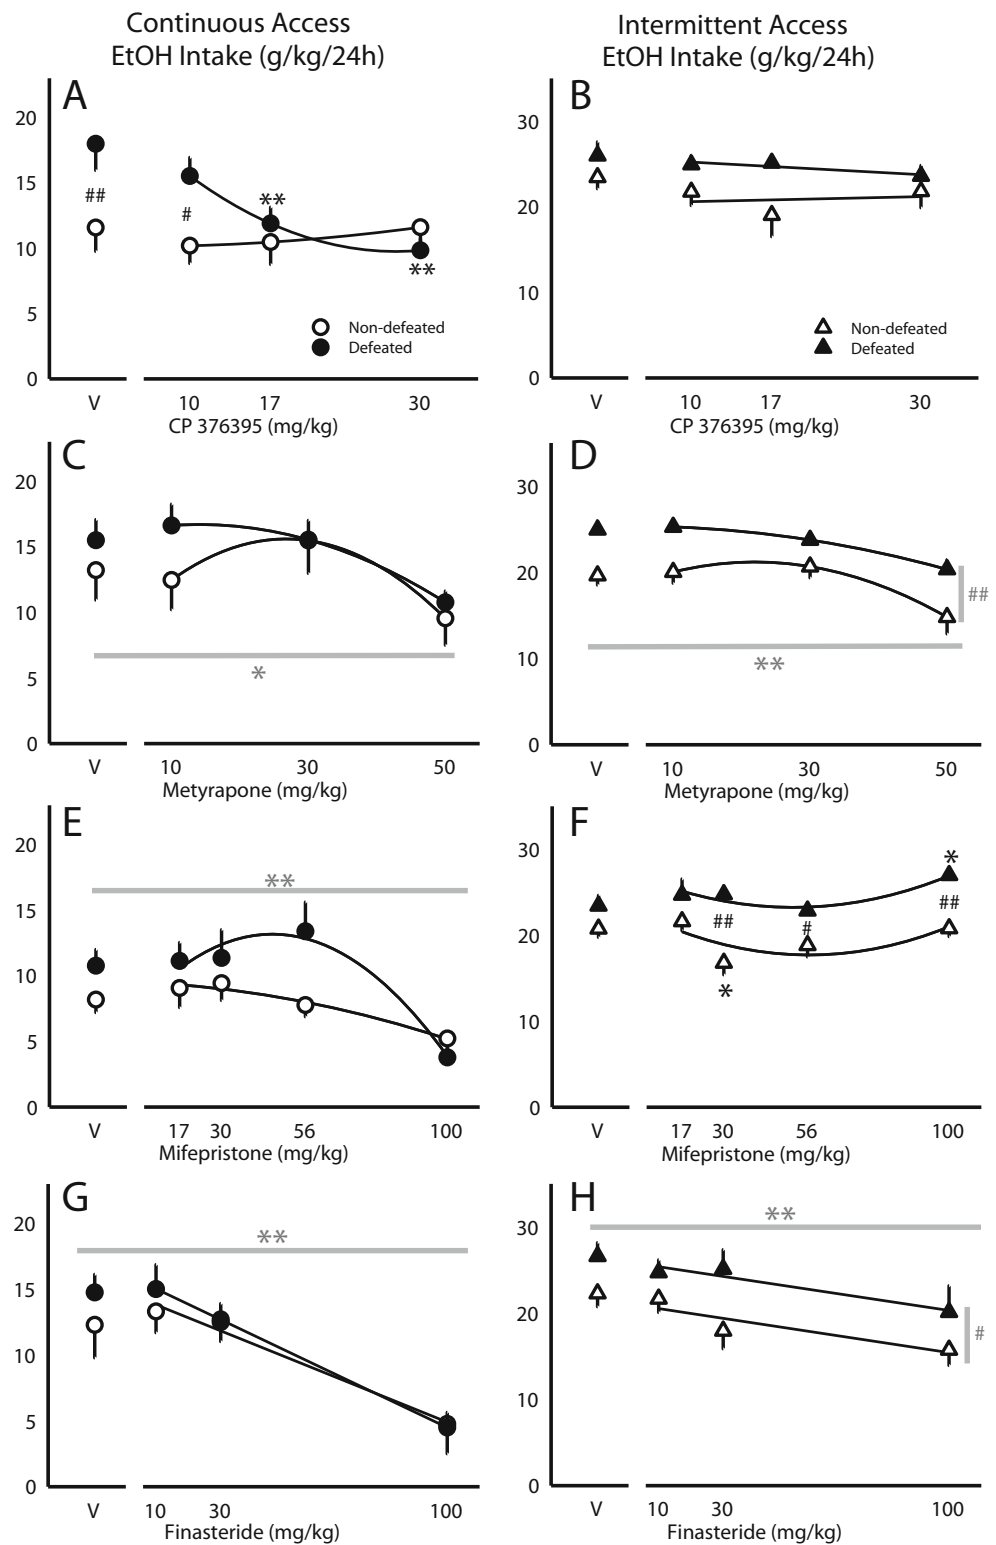 Continuous Access
EtOH Intake (g/kg/24h)
Intermittent Access
EtOH Intake (g/kg/24h)
A
20
15
10
5
0
##
#
**
**
Non-defeated
Defeated
V 10 17 30
CP 376395 (mg/kg)
B
30
20
10
0
Non-defeated
Defeated
V 10 17 30
CP 376395 (mg/kg)
C
20
15
10
5
0
*
V 10 30 50
Metyrapone (mg/kg)
D
30
20
10
0
##
**
V 10 30 50
Metyrapone (mg/kg)
E
20
15
10
5
0
**
V 17 30 56 100
Mifepristone (mg/kg)
F
30
20
10
0
*
##
#
##
*
V 17 30 56 100
Mifepristone (mg/kg)
G
20
15
10
5
0
**
V 10 30 100
Finasteride (mg/kg)
H
30
20
10
0
**
#
V 10 30 100
Finasteride (mg/kg)